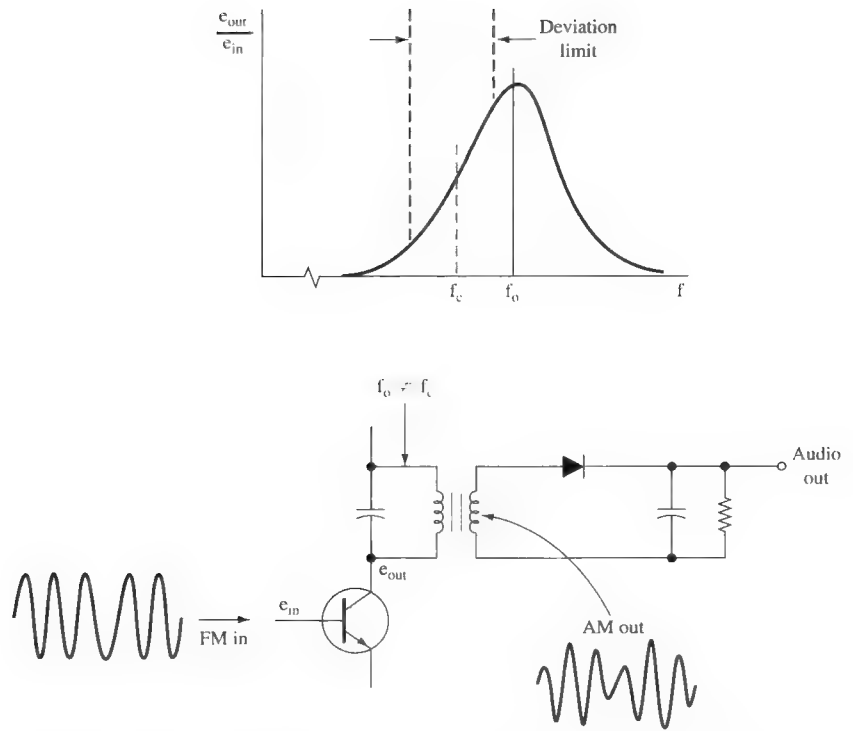 e_out
e_in
Deviation
limit
f_c
f_o
f
f_o f_c
Audio
out
e_out
e_in
FM in
AM out